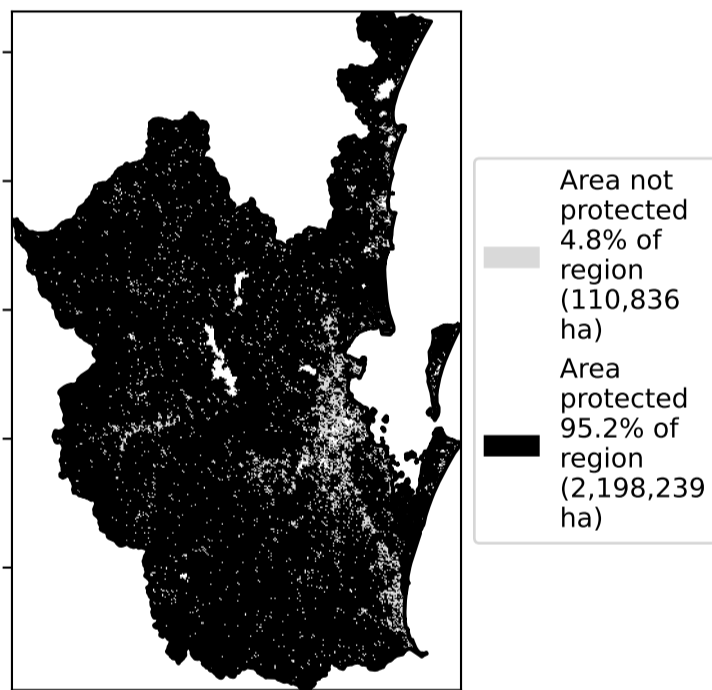 Area not
protected
4.8% of
region
(110,836
ha)
Area
protected
95.2% of
region
(2,198,239
ha)